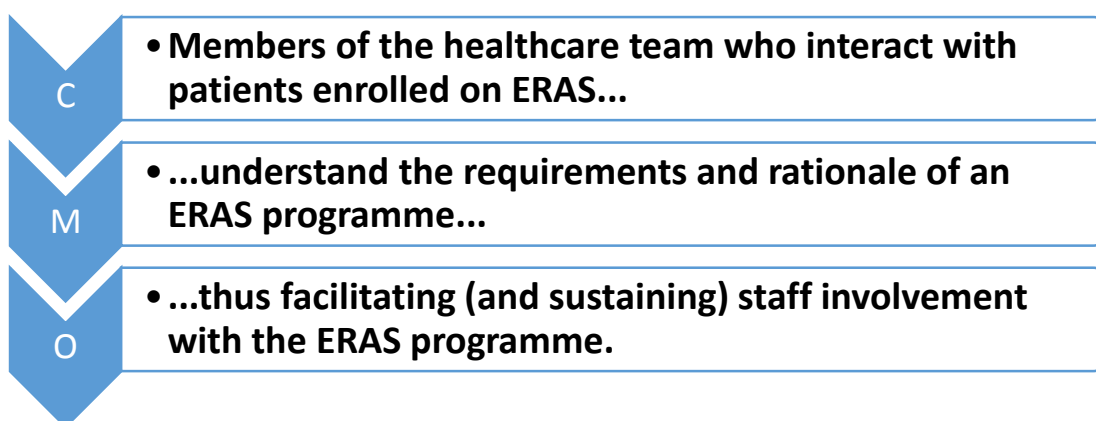 C
• Members of the healthcare team who interact with
patients enrolled on ERAS...
M
• ...understand the requirements and rationale of an
ERAS programme...
O
• ...thus facilitating (and sustaining) staff involvement
with the ERAS programme.